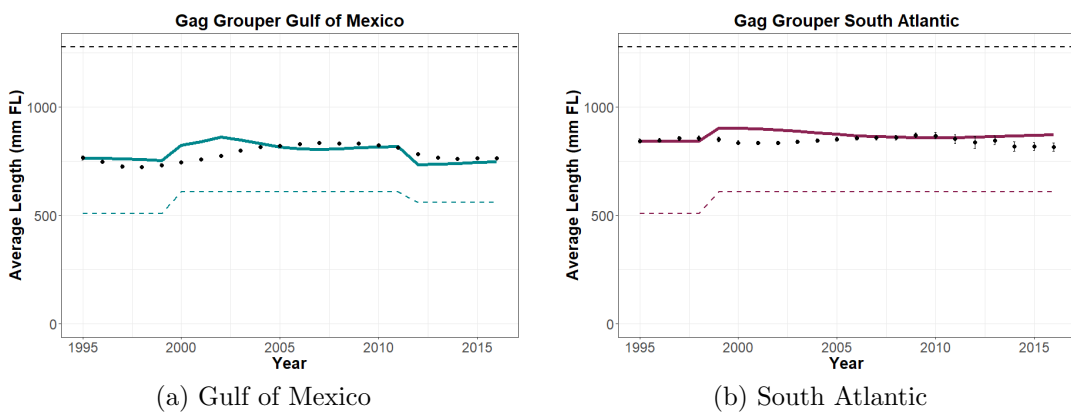 Gag Grouper Gulf of Mexico
Average Length (mm FL)
1000
500
0
1995 2000 2005 2010 2015
Year
(a) Gulf of Mexico
Gag Grouper South Atlantic
Average Length (mm FL)
1000
500
0
1995 2000 2005 2010 2015
Year
(b) South Atlantic